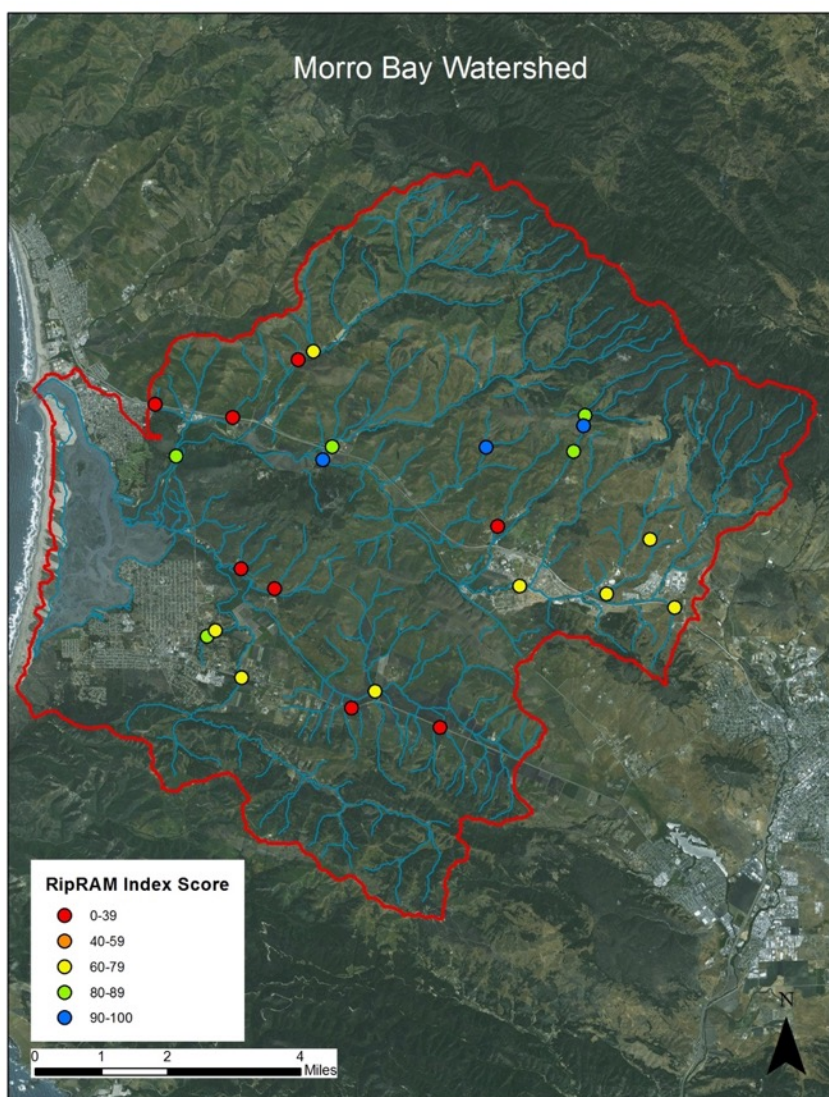 Morro Bay Watershed
RipRAM Index Score
0-39
40-59
60-79
80-89
90-100
N
0 1 2 4
Miles